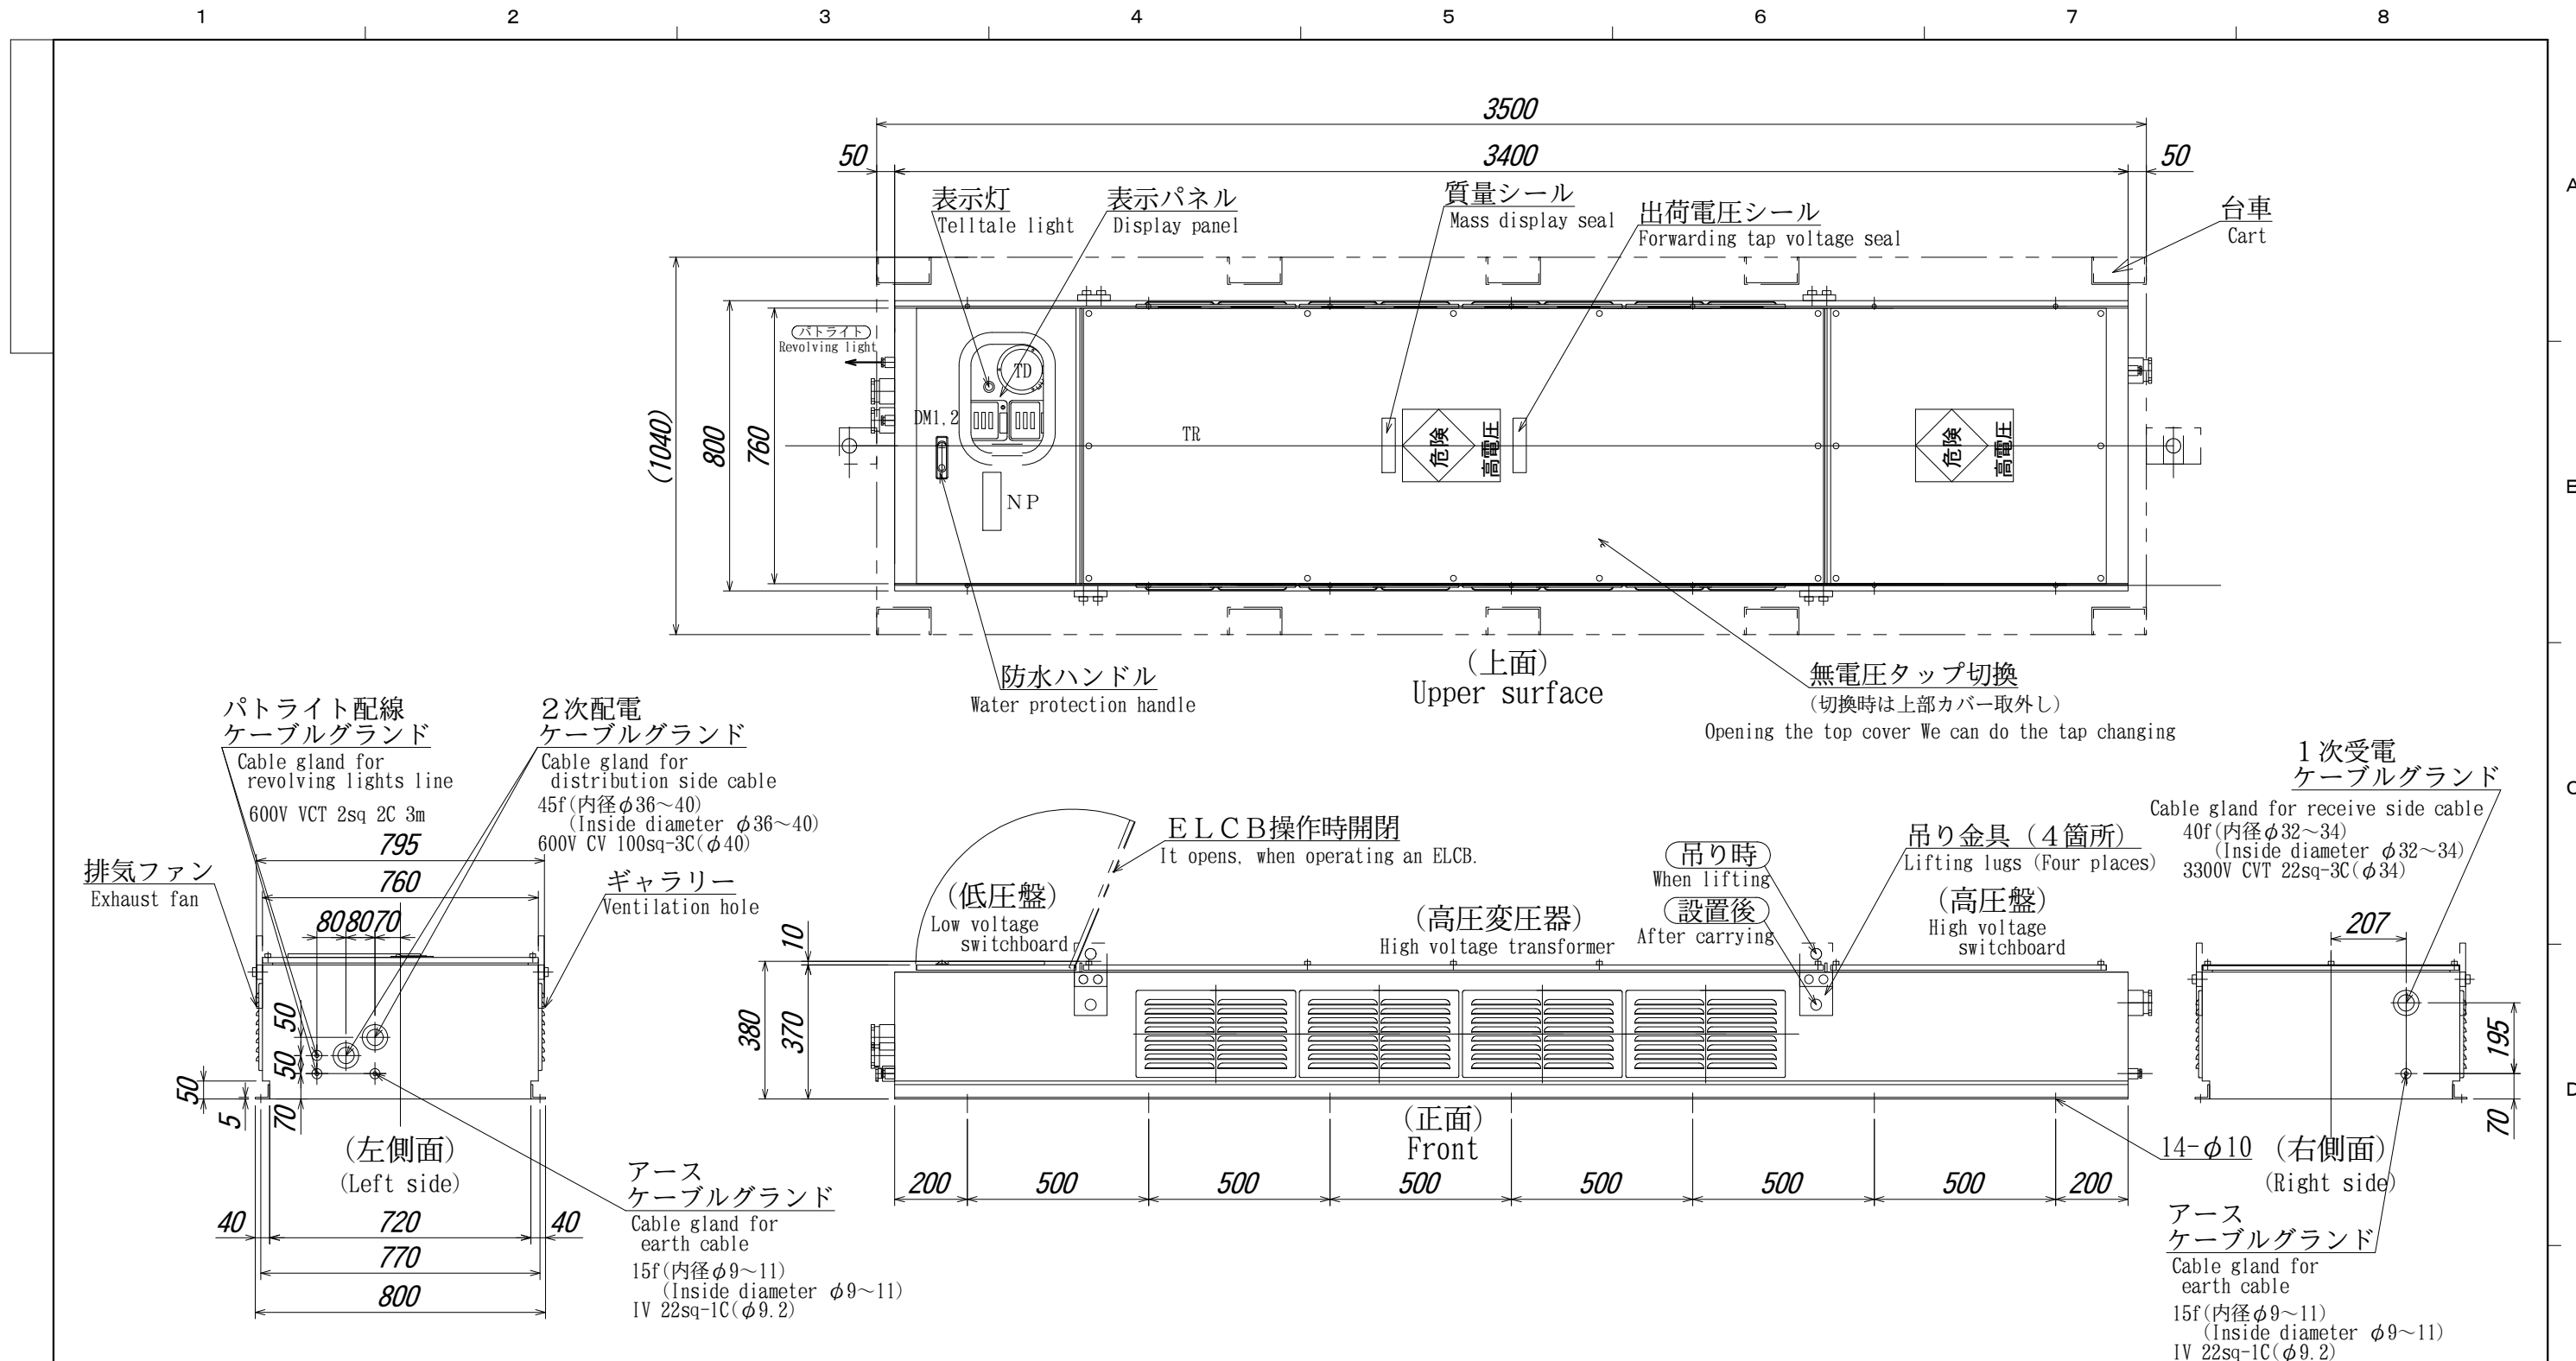 1 2 3 4 5 6 7 8
3500
50 3400 50
A
表示灯
Telltale light
表示パネル
Display panel
質量シール
Mass display seal
出荷電圧シール
Forwarding tap voltage seal
台車
Cart
パトライト
Revolving light
TD
DM1,2
TR
NP
危険
高電圧
危険
高電圧
(1040)
800
760
B
防水ハンドル
Water protection handle
(上面)
Upper surface
無電圧タップ切換
(切換時は上部カバー取外し)
Opening the top cover We can do the tap changing
パトライト配線
ケーブルグランド
Cable gland for
revolving lights line
600V VCT 2sq 2C 3m
2次配電
ケーブルグランド
Cable gland for
distribution side cable
45f(内径φ36~40)
(Inside diameter φ36~40)
600V CV 100sq-3C(φ40)
795
760
80 80 70
排気ファン
Exhaust fan
ギャラリー
Ventilation hole
50
50
50
5
70
(左側面)
(Left side)
40 720 40
770
800
アース
ケーブルグランド
Cable gland for
earth cable
15f(内径φ9~11)
(Inside diameter φ9~11)
IV 22sq-1C(φ9.2)
ELCB操作時開閉
It opens, when operating an ELCB.
(低圧盤)
Low voltage
switchboard
(高圧変圧器)
High voltage transformer
吊り時
When lifting
設置後
After carrying
吊り金具(4箇所)
Lifting lugs (Four places)
(高圧盤)
High voltage
switchboard
10
380
370
(正面)
Front
200 500 500 500 500 500 500 200
14-φ10
C
1次受電
ケーブルグランド
Cable gland for receive side cable
40f(内径φ32~34)
(Inside diameter φ32~34)
3300V CVT 22sq-3C(φ34)
207
195
70
D
(右側面)
(Right side)
アース
ケーブルグランド
Cable gland for
earth cable
15f(内径φ9~11)
(Inside diameter φ9~11)
IV 22sq-1C(φ9.2)